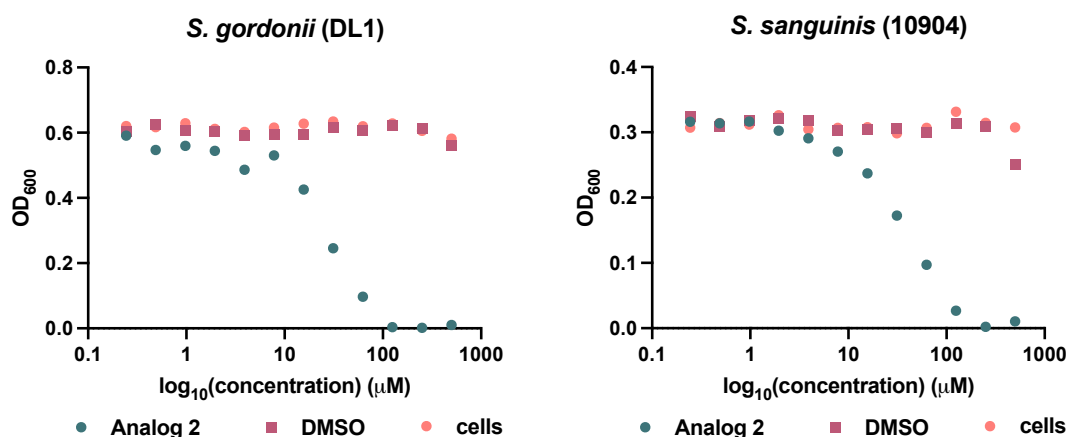 S. gordonii (DL1)
0.8
0.6
0.4
0.2
0.0
OD600
0.1 1 10 100 1000
log10(concentration) (μM)
Analog 2 DMSO cells
S. sanguinis (10904)
0.4
0.3
0.2
0.1
0.0
OD600
0.1 1 10 100 1000
log10(concentration) (μM)
Analog 2 DMSO cells